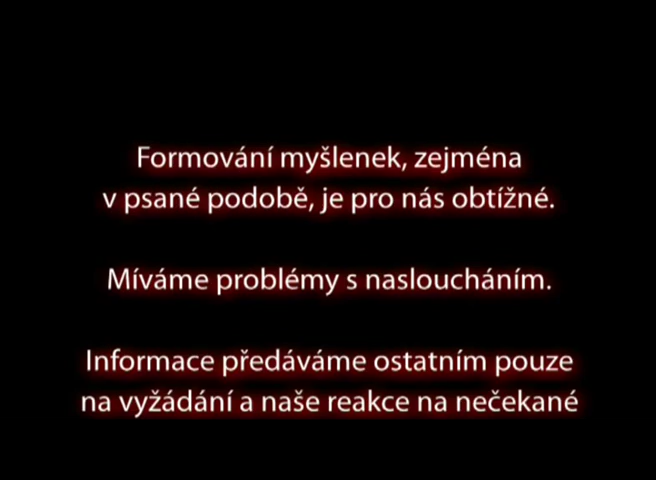 Formování myšlenek, zejména
v psané podobě, je pro nás obtížné.
Míváme problémy s nasloucháním.
Informace předáváme ostatním pouze
na vyžádání a naše reakce na nečekané